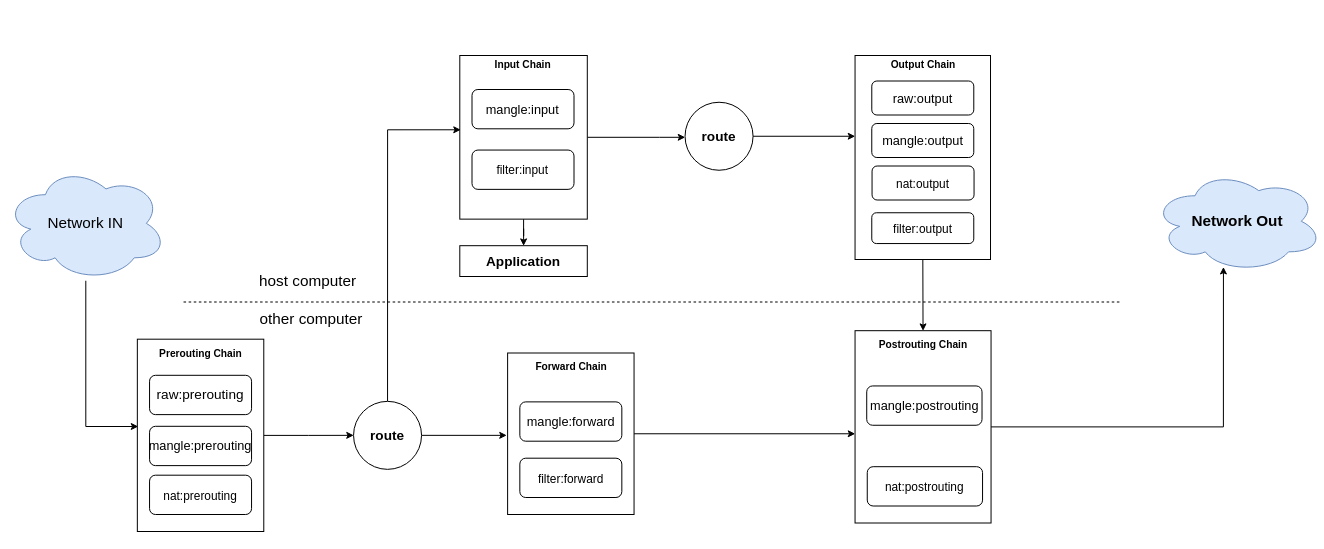 Input Chain
mangle:input
filter:input
Application
route
Output Chain
raw:output
mangle:output
nat:output
filter:output
Network IN
Network Out
host computer
other computer
Prerouting Chain
raw:prerouting
mangle:prerouting
nat:prerouting
route
Forward Chain
mangle:forward
filter:forward
Postrouting Chain
mangle:postrouting
nat:postrouting